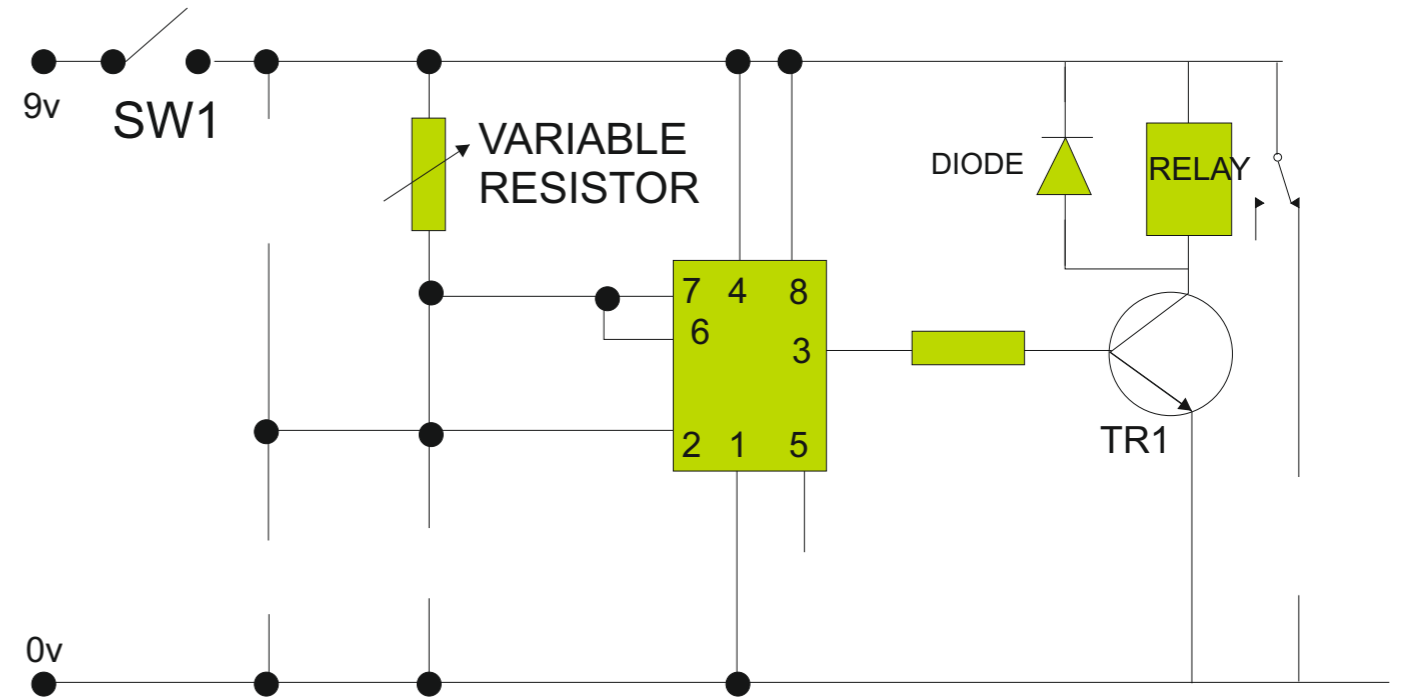 9v
SW1
VARIABLE
RESISTOR
DIODE
RELAY
7 4 8
6
3
2 1 5
TR1
0v